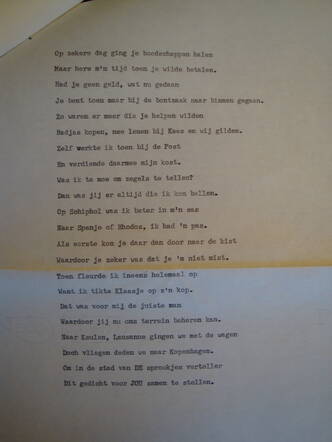 Op zekere dag ging je boodschappen halen
Maar here m'n tijd toen je wilde betalen.
Had je geen geld, wat nu gedaan
Je bent toen maar bij de bontzaak naar binnen gegaan.
Zo waren er meer die je helpen wilden
Badjas kopen, nee lenen bij Kees en wij gilden.
Zelf werkte ik toen bij de Post
En verdiende daarmee mijn kost.
Was ik te moe om zegels te tellen?
Dan was jij er altijd die ik kon bellen.
Op Schiphol was ik beter in m'n sas
Naar Spanje of Rhodos, ik had 'n pas.
Als eerste kon je daar dan door naar de kist
Waardoor je zeker was dat je 'n niet mist.
Toen fleurde ik ineens helemaal op
Want ik tikte Klaasje op z'n kop.
Dat was voor mij de juiste man
Waardoor jij nu ons terrein beheren kan.
Naar Keulen, Lausanne gingen we met de wagen
Doch vliegen deden we naar Kopenhagen.
Om in de stad van DE sprookjes verteller
Dit gedicht voor JOU samen te stellen.